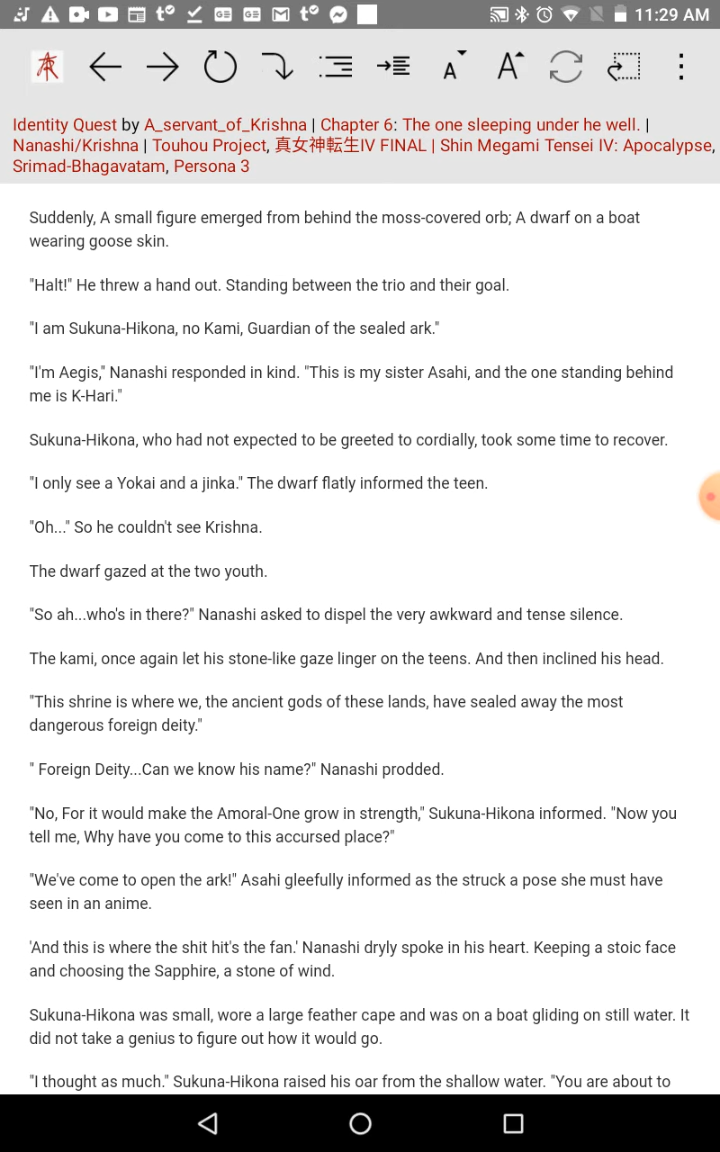 11:29 AM
Identity Quest by A_servant_of_Krishna | Chapter 6: The one sleeping under he well. |
Nanashi/Krishna | Touhou Project, 真女神転生IV FINAL | Shin Megami Tensei IV: Apocalypse,
Srimad-Bhagavatam, Persona 3
Suddenly, A small figure emerged from behind the moss-covered orb; A dwarf on a boat
wearing goose skin.
"Halt!" He threw a hand out. Standing between the trio and their goal.
"I am Sukuna-Hikona, no Kami, Guardian of the sealed ark."
"I'm Aegis," Nanashi responded in kind. "This is my sister Asahi, and the one standing behind
me is K-Hari."
Sukuna-Hikona, who had not expected to be greeted to cordially, took some time to recover.
"I only see a Yokai and a jinka." The dwarf flatly informed the teen.
"Oh..." So he couldn't see Krishna.
The dwarf gazed at the two youth.
"So ah...who's in there?" Nanashi asked to dispel the very awkward and tense silence.
The kami, once again let his stone-like gaze linger on the teens. And then inclined his head.
"This shrine is where we, the ancient gods of these lands, have sealed away the most
dangerous foreign deity."
" Foreign Deity...Can we know his name?" Nanashi prodded.
"No, For it would make the Amoral-One grow in strength," Sukuna-Hikona informed. "Now you
tell me, Why have you come to this accursed place?"
"We've come to open the ark!" Asahi gleefully informed as the struck a pose she must have
seen in an anime.
'And this is where the shit hit's the fan.' Nanashi dryly spoke in his heart. Keeping a stoic face
and choosing the Sapphire, a stone of wind.
Sukuna-Hikona was small, wore a large feather cape and was on a boat gliding on still water. It
did not take a genius to figure out how it would go.
"I thought as much." Sukuna-Hikona raised his oar from the shallow water. "You are about to